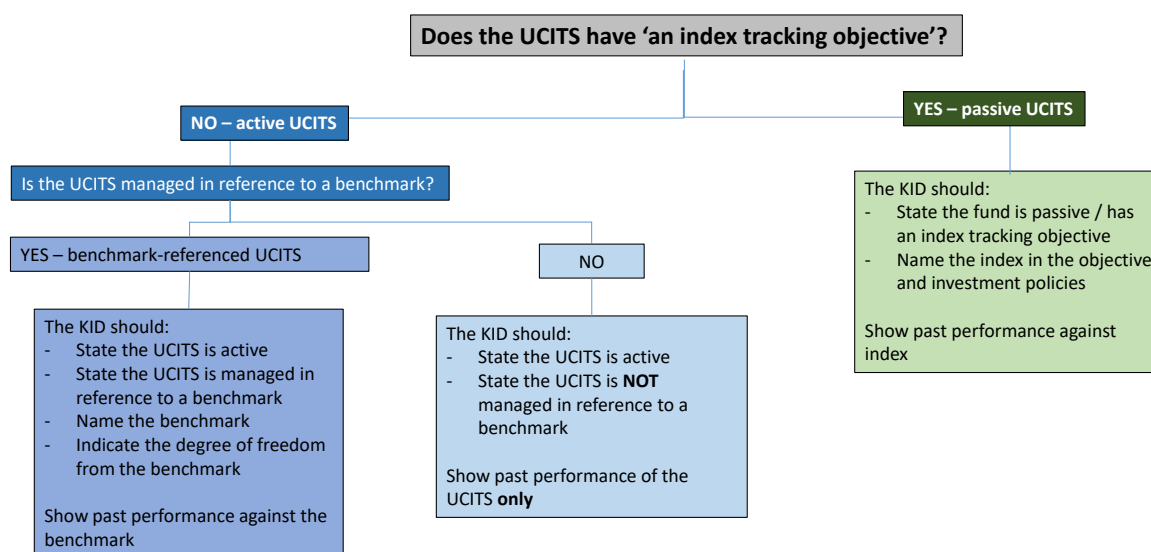 Does the UCITS have ‘an index tracking objective’?
NO – active UCITS
YES – passive UCITS
Is the UCITS managed in reference to a benchmark?
YES – benchmark-referenced UCITS
NO
The KID should:
- State the UCITS is active
- State the UCITS is managed in
reference to a benchmark
- Name the benchmark
- Indicate the degree of freedom
from the benchmark
Show past performance against the
benchmark
The KID should:
- State the UCITS is active
- State the UCITS is NOT
managed in reference to a
benchmark
Show past performance of the
UCITS only
The KID should:
- State the fund is passive / has
an index tracking objective
- Name the index in the objective
and investment policies
Show past performance against
index